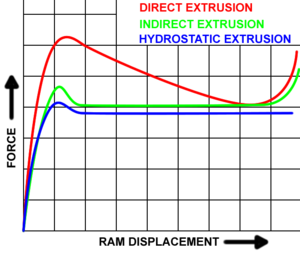 DIRECT EXTRUSION
INDIRECT EXTRUSION
HYDROSTATIC EXTRUSION
FORCE
RAM DISPLACEMENT